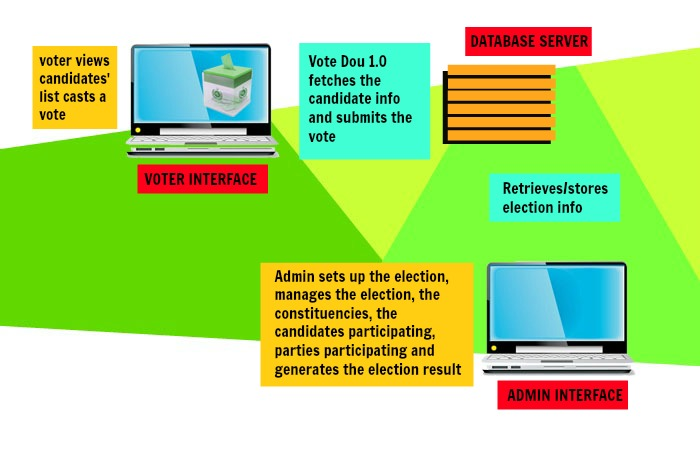 voter views
candidates'
list casts a
vote
VOTER INTERFACE
Vote Dou 1.0
fetches the
candidate info
and submits the
vote
DATABASE SERVER
Retrieves/stores
election info
Admin sets up the election,
manages the election, the
constituencies, the
candidates participating,
parties participating and
generates the election result
ADMIN INTERFACE